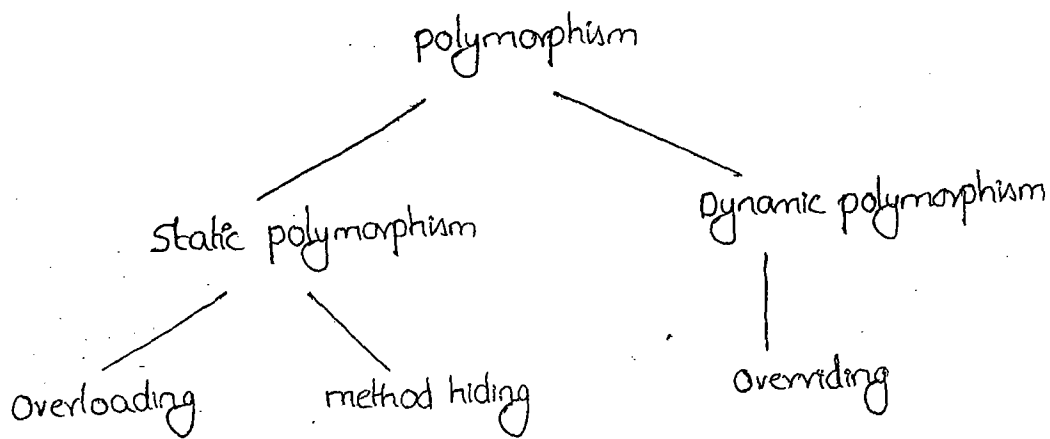 polymorphism
Static polymorphism
Dynamic polymorphism
Overloading
method hiding
Overriding